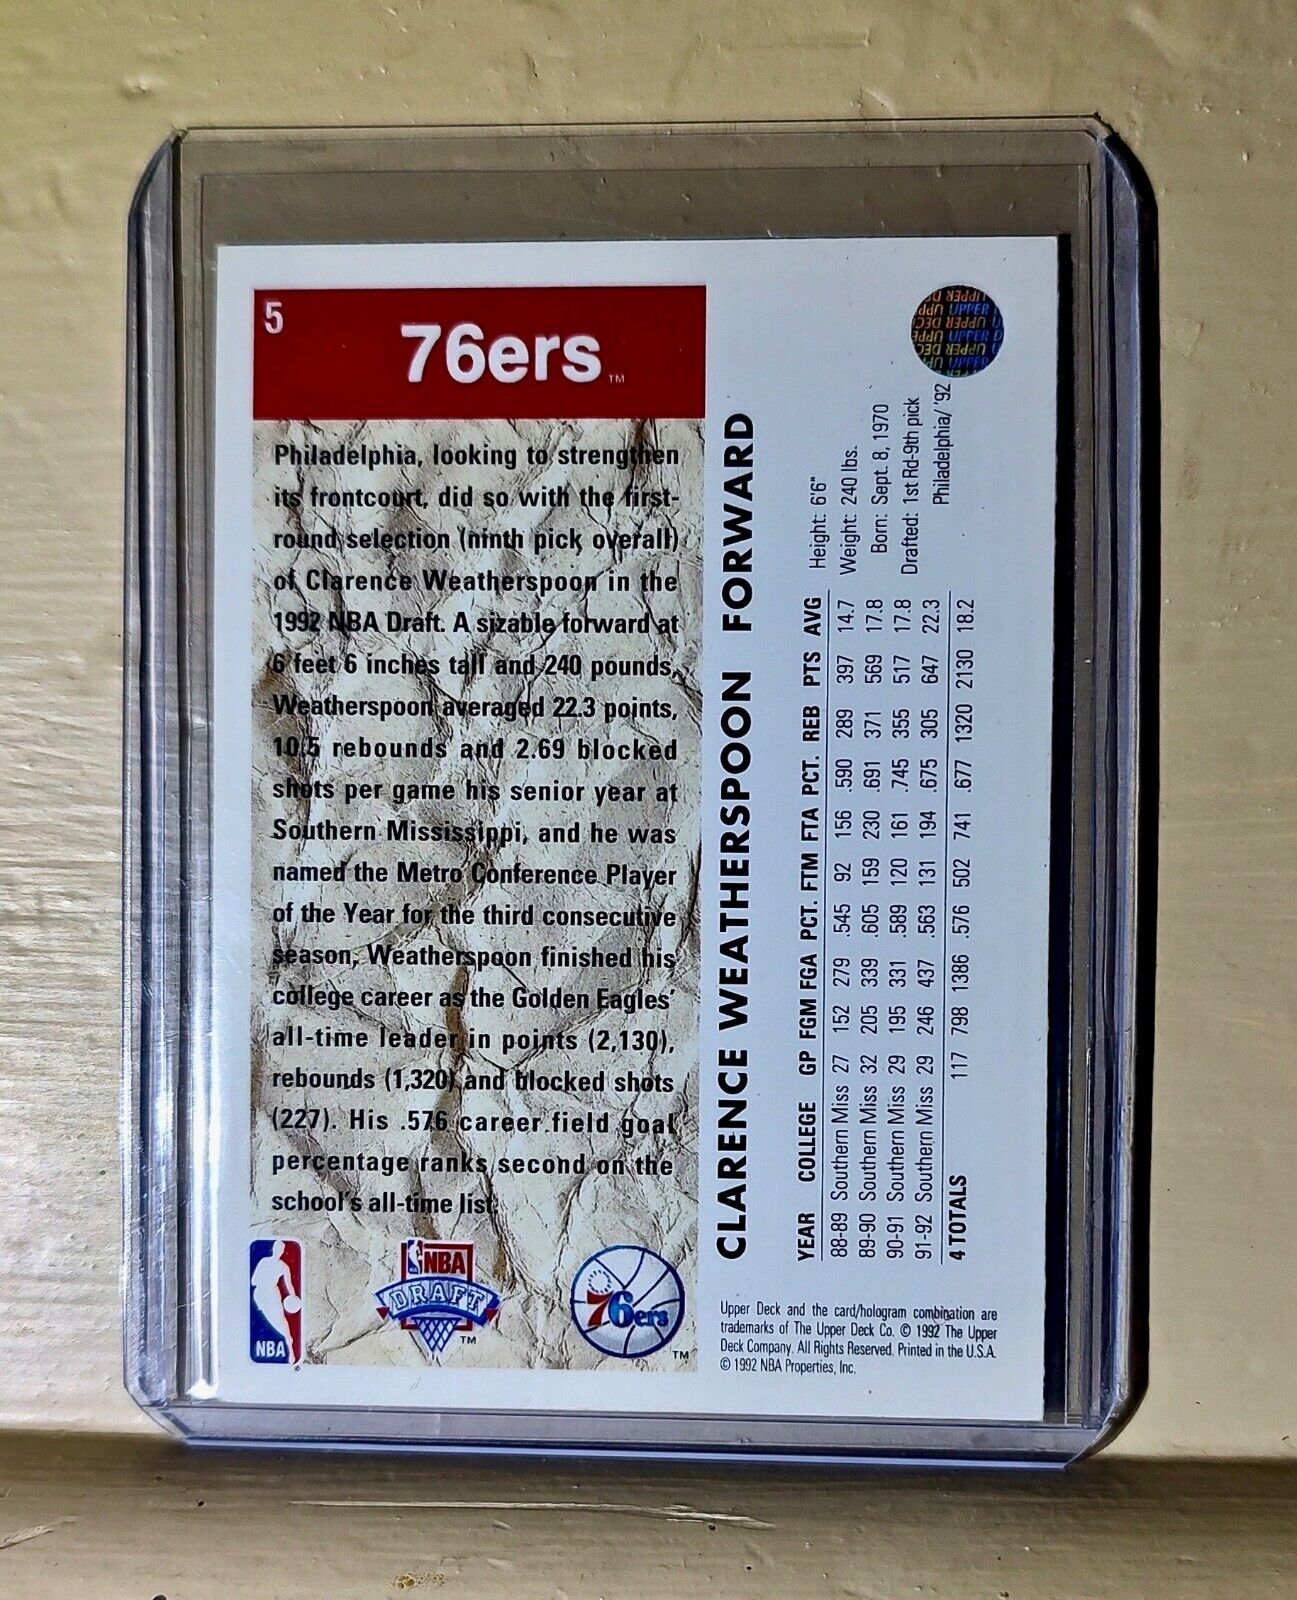 5
76ers™
Philadelphia, looking to strengthen
its frontcourt, did so with the first-
round selection (ninth pick overall)
of Clarence Weatherspoon in the
1992 NBA Draft. A sizable forward at
6 feet 6 inches tall and 240 pounds,
Weatherspoon averaged 22.3 points,
10.5 rebounds and 2.69 blocked
shots per game his senior year at
Southern Mississippi, and he was
named the Metro Conference Player
of the Year for the third consecutive
season, Weatherspoon finished his
college career as the Golden Eagles'
all-time leader in points (2,130),
rebounds (1,320) and blocked shots
(227). His .576 career field goal
percentage ranks second on the
school's all-time list.
NBA
®
NBA
DRAFT
™
76ers
™
CLARENCE WEATHERSPOON FORWARD
Height: 6'6"
Weight: 240 lbs.
Born: Sept. 8, 1970
Drafted: 1st Rd-9th pick
Philadelphia/ '92
YEAR COLLEGE GP FGM FGA PCT. FTM FTA PCT. REB PTS AVG
88-89 Southern Miss 27 152 279 .545 92 156 .590 289 397 14.7
89-90 Southern Miss 32 205 339 .605 159 230 .691 371 569 17.8
90-91 Southern Miss 29 195 331 .589 120 161 .745 355 517 17.8
91-92 Southern Miss 29 246 437 .563 131 194 .675 305 647 22.3
4 TOTALS 117 798 1386 .576 502 741 .677 1320 2130 18.2
Upper Deck and the card/hologram combination are
trademarks of The Upper Deck Co. © 1992 The Upper
Deck Company. All Rights Reserved. Printed in the U.S.A.
© 1992 NBA Properties, Inc.
UPPER DECK